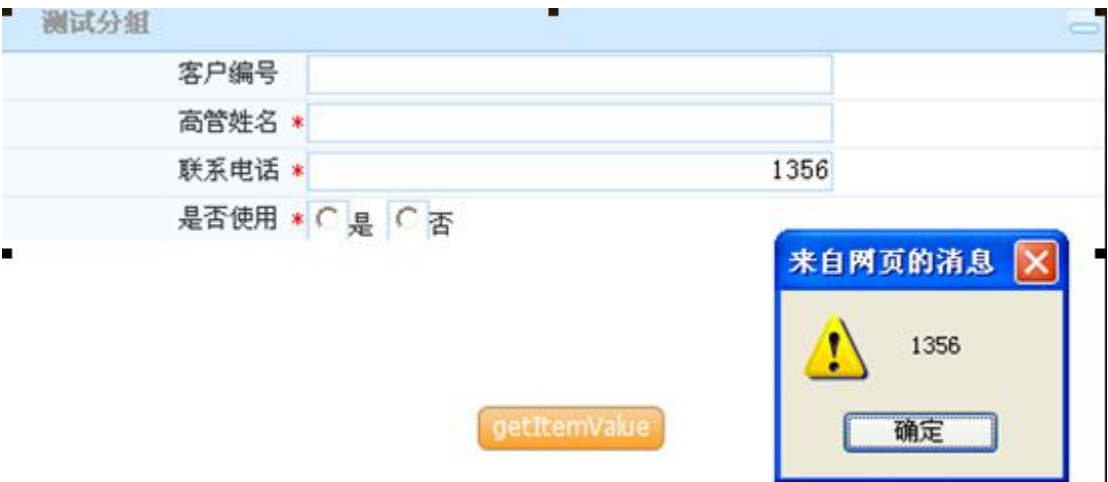 测试分组
客户编号
高管姓名 *
联系电话 * 1356
是否使用 * 是 否
来自网页的消息
1356
确定
getItemValue